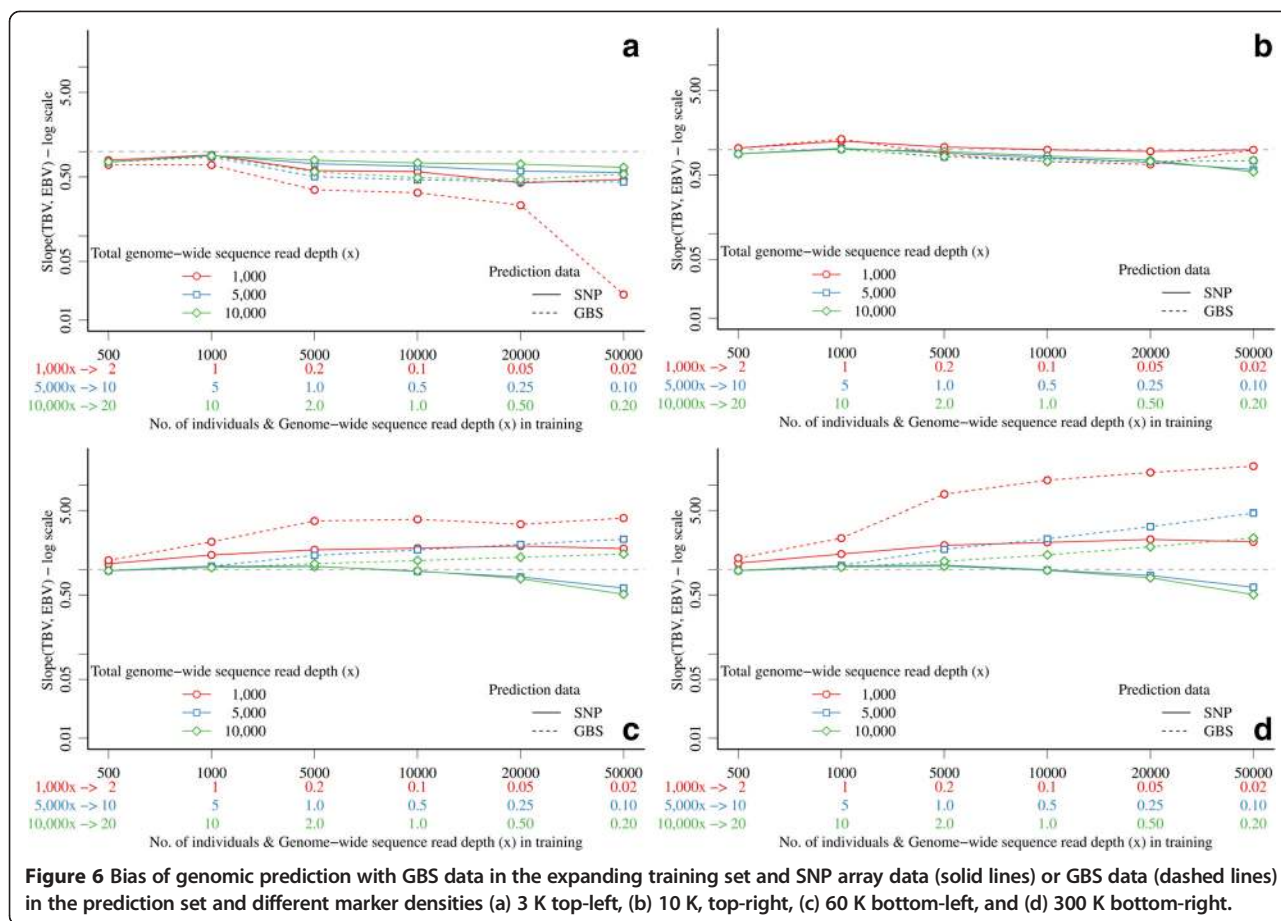 a
Slope(TBV, EBV) − log scale
5.00
0.50
0.05
0.01
Total genome−wide sequence read depth (x)
1,000
5,000
10,000
Prediction data
SNP
GBS
500 1000 5000 10000 20000 50000
1,000x −> 2 1 0.2 0.1 0.05 0.02
5,000x −> 10 5 1.0 0.5 0.25 0.10
10,000x −> 20 10 2.0 1.0 0.50 0.20
No. of individuals & Genome−wide sequence read depth (x) in training
b
Slope(TBV, EBV) − log scale
5.00
0.50
0.05
0.01
Total genome−wide sequence read depth (x)
1,000
5,000
10,000
Prediction data
SNP
GBS
500 1000 5000 10000 20000 50000
1,000x −> 2 1 0.2 0.1 0.05 0.02
5,000x −> 10 5 1.0 0.5 0.25 0.10
10,000x −> 20 10 2.0 1.0 0.50 0.20
No. of individuals & Genome−wide sequence read depth (x) in training
Slope(TBV, EBV) − log scale
5.00
0.50
0.05
0.01
Total genome−wide sequence read depth (x)
1,000
5,000
10,000
Prediction data
SNP
GBS
c
500 1000 5000 10000 20000 50000
1,000x −> 2 1 0.2 0.1 0.05 0.02
5,000x −> 10 5 1.0 0.5 0.25 0.10
10,000x −> 20 10 2.0 1.0 0.50 0.20
No. of individuals & Genome−wide sequence read depth (x) in training
Slope(TBV, EBV) − log scale
5.00
0.50
0.05
0.01
Total genome−wide sequence read depth (x)
1,000
5,000
10,000
Prediction data
SNP
GBS
d
500 1000 5000 10000 20000 50000
1,000x −> 2 1 0.2 0.1 0.05 0.02
5,000x −> 10 5 1.0 0.5 0.25 0.10
10,000x −> 20 10 2.0 1.0 0.50 0.20
No. of individuals & Genome−wide sequence read depth (x) in training
Figure 6 Bias of genomic prediction with GBS data in the expanding training set and SNP array data (solid lines) or GBS data (dashed lines)
in the prediction set and different marker densities (a) 3 K top-left, (b) 10 K, top-right, (c) 60 K bottom-left, and (d) 300 K bottom-right.